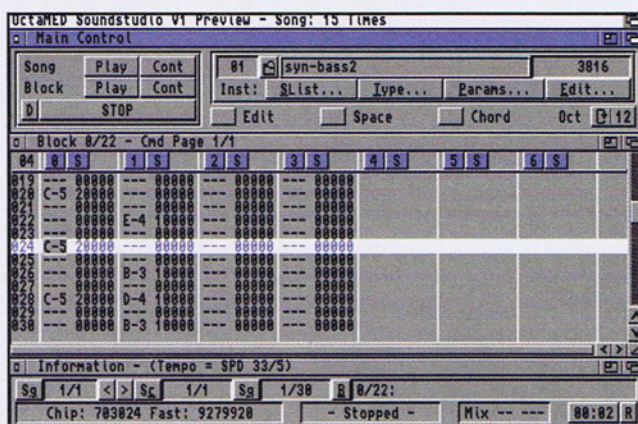 OctaMED Soundstudio V1 Preview - Song: 15 Times
Main Control
Song Play Cont
Block Play Cont
D STOP
01 syn-bass2 3816
Inst: SList... Type... Params... Edit...
Edit Space Chord Oct 12
Block 0/22 - Cmd Page 1/1
04 0 S 1 S 2 S 3 S 4 S 5 S 6 S
019 --- 00000 --- 00000 --- 00000 --- 00000
020 C-5 20000 --- 00000 --- 00000 --- 00000
021 --- 00000 --- 00000 --- 00000 --- 00000
022 --- 00000 E-4 10000 --- 00000 --- 00000
023 --- 00000 --- 00000 --- 00000 --- 00000
024 C-5 20000 --- 00000 --- 00000 --- 00000
025 --- 00000 --- 00000 --- 00000 --- 00000
026 --- 00000 B-3 10000 --- 00000 --- 00000
027 --- 00000 --- 00000 --- 00000 --- 00000
028 C-5 20000 D-4 10000 --- 00000 --- 00000
029 --- 00000 --- 00000 --- 00000 --- 00000
030 --- 00000 B-3 10000 --- 00000 --- 00000
Information - (Tempo = SPD 33/5)
Sg 1/1 < > Sc 1/1 Sq 1/30 B 0/22:
Chip: 703024 Fast: 9279920 - Stopped - Mix -- --- 00:02 R